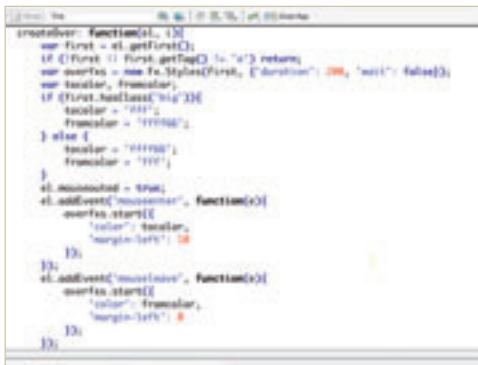 createOver: function(el, i){
var first = el.getFirst();
if (!first || first.getTag() != "a") return;
var overfxs = new Fx.Styles(first, {"duration": 200, "wait": false});
var tocolor, fromcolor;
if (first.hasClass("big")){
tocolor = "fff";
fromcolor = "ffff66";
} else {
tocolor = "ffff66";
fromcolor = "fff";
}
el.mouseouted = true;
el.addEvent("mouseenter", function(e){
overfxs.start({
"color": tocolor,
"margin-left": 10
});
});
el.addEvent("mouseleave", function(e){
overfxs.start({
"color": fromcolor,
"margin-left": 0
});
});